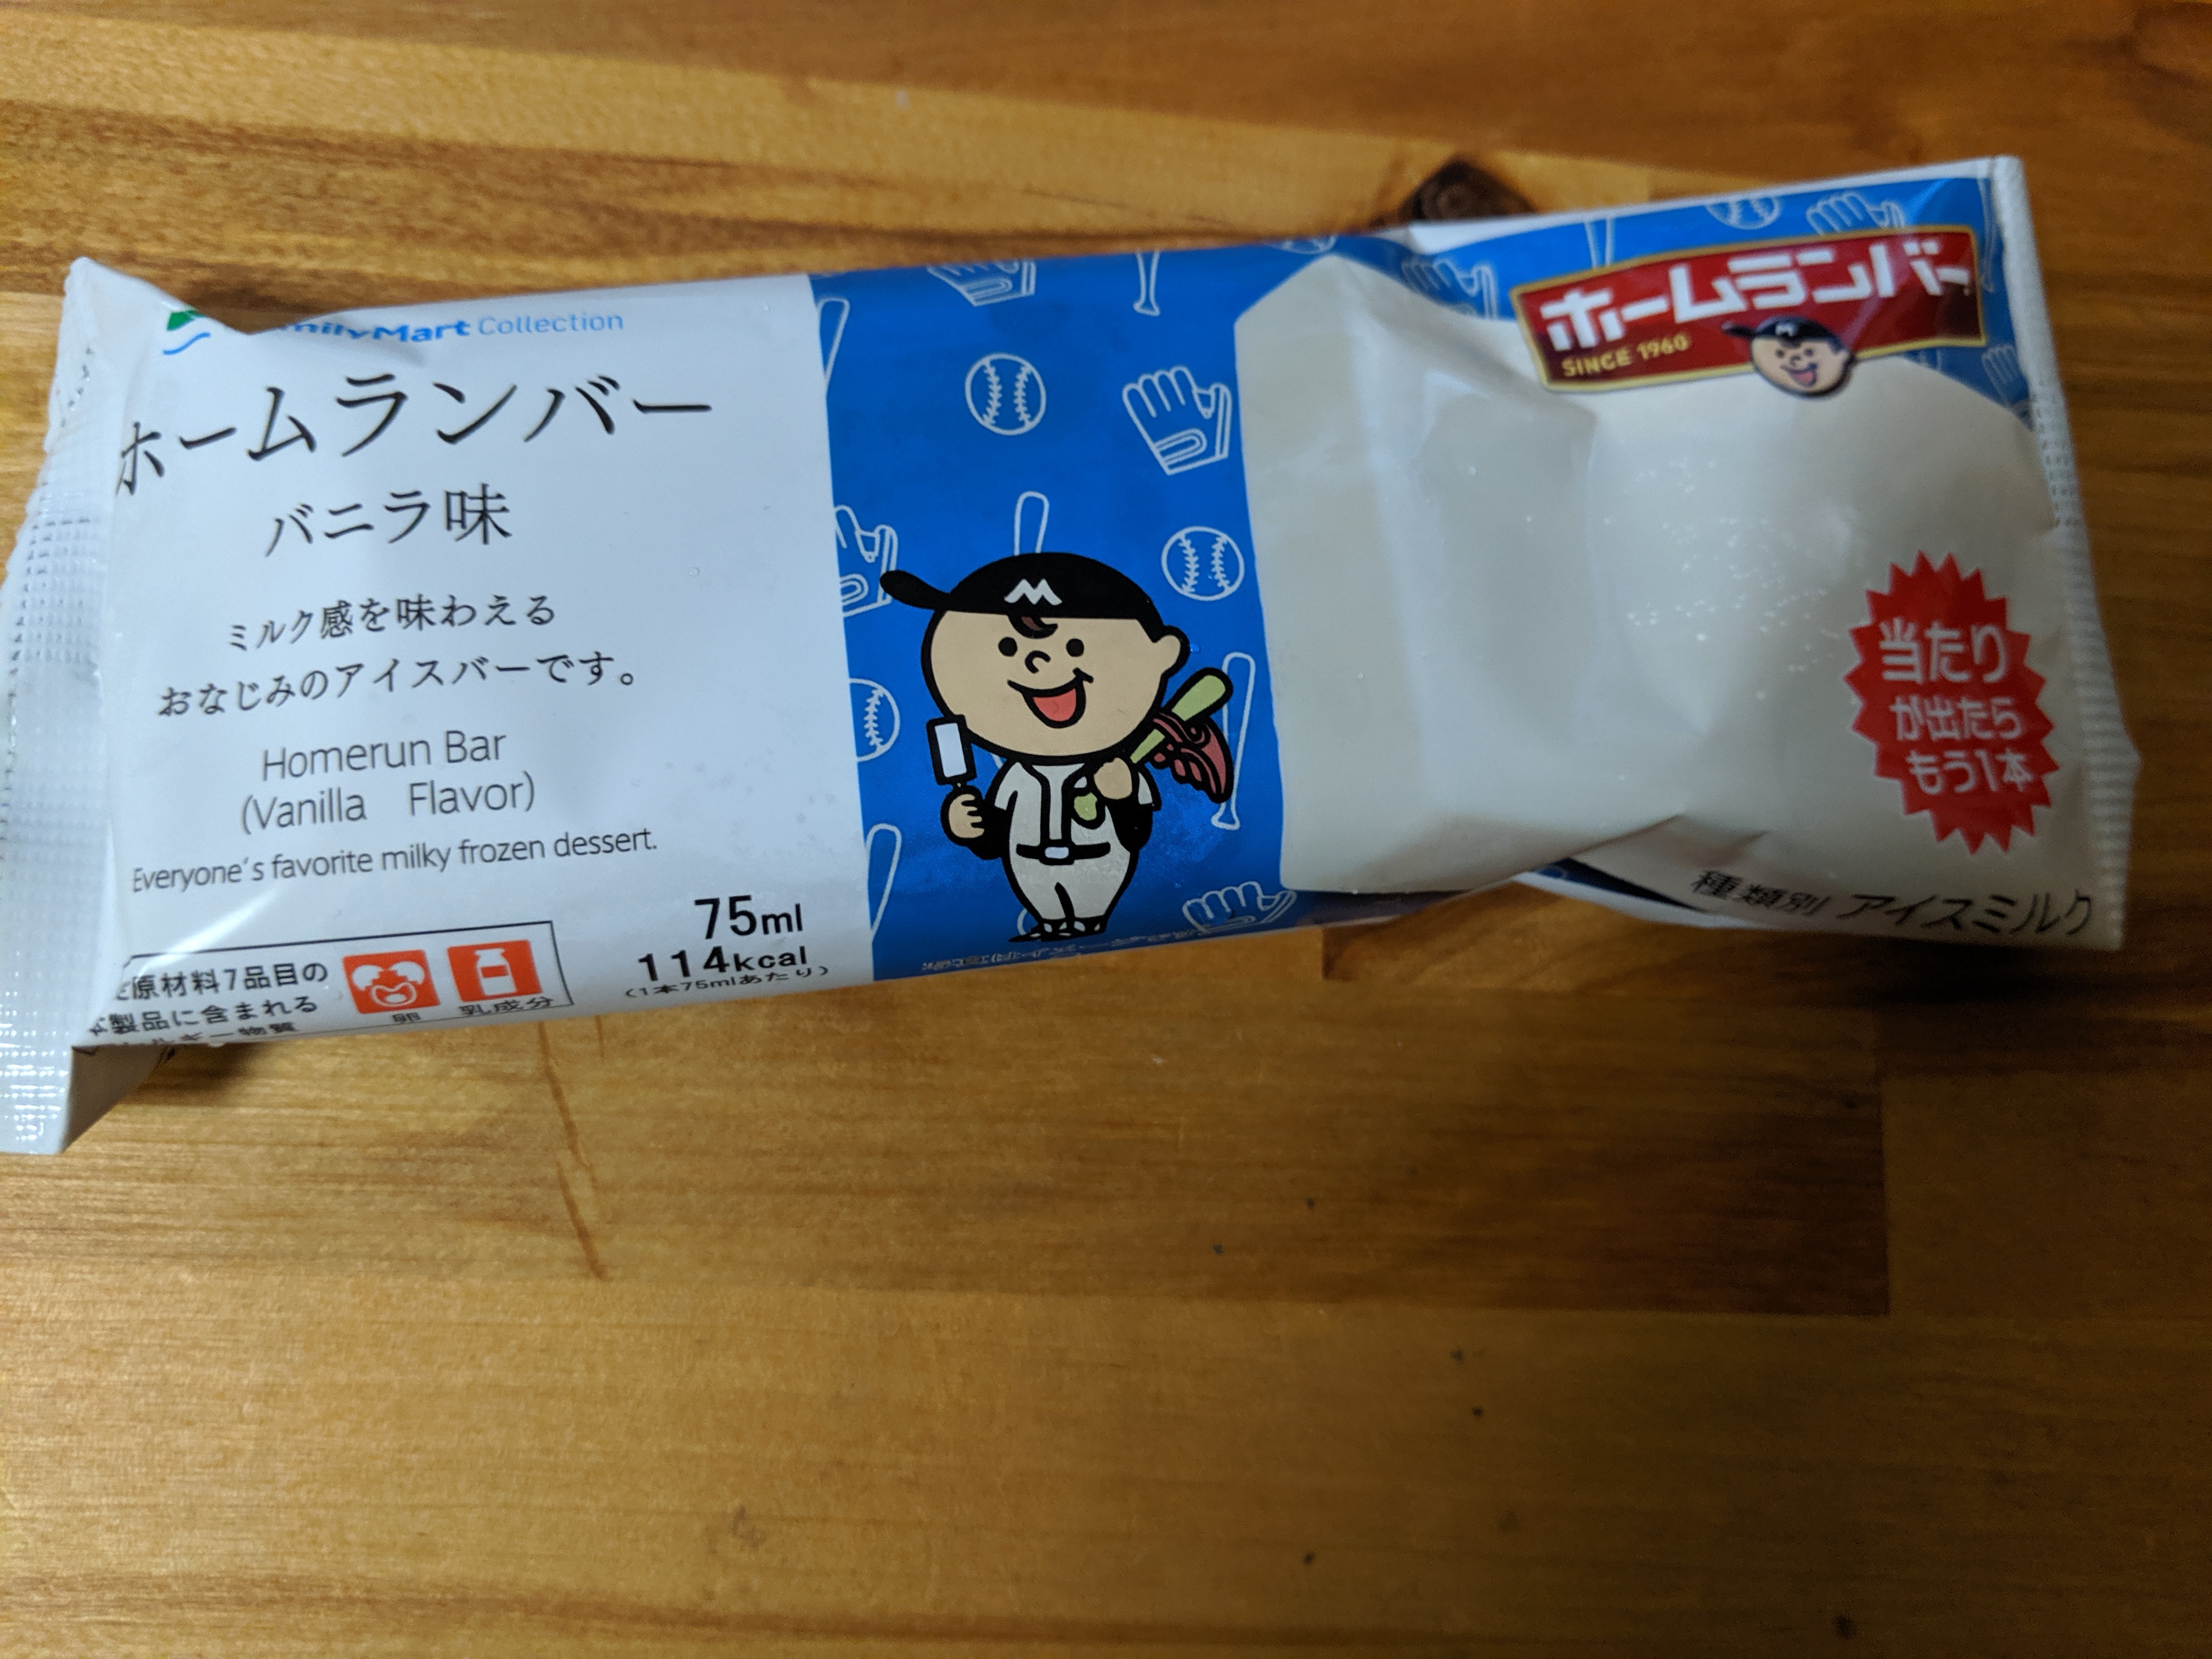 FamilyMart Collection
ホームランバー
バニラ味
ミルク感を味わえる
おなじみのアイスバーです。
Homerun Bar
(Vanilla Flavor)
Everyone's favorite milky frozen dessert.
75ml
114kcal
(1本75mlあたり)
原材料7品目の
本製品に含まれる
物質
卵
乳成分
M
ホームランバー
SINCE 1960
M
当たり
が出たら
もう1本
種類別 アイスミルク